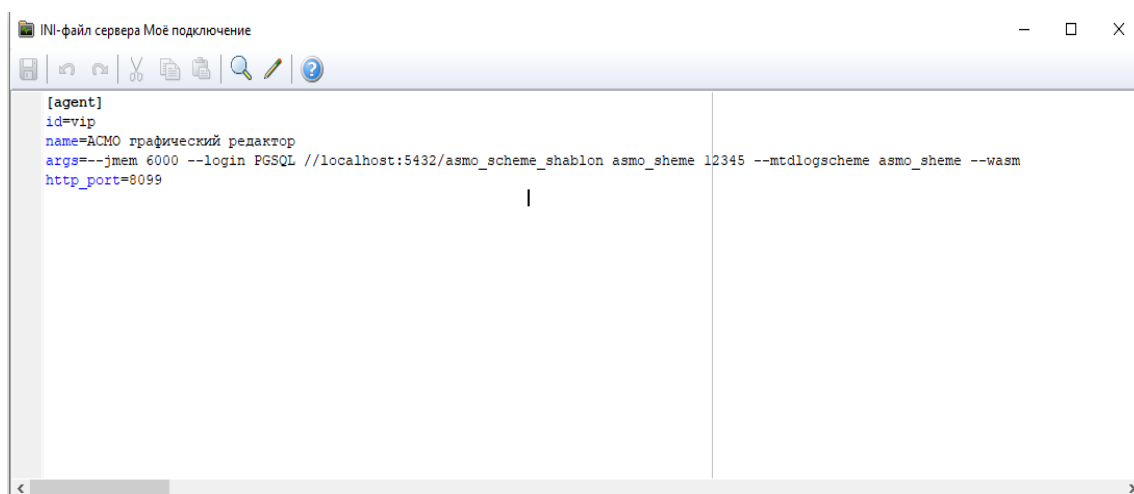 INI-файл сервера Моё подключение
[agent]
id=vip
name=АСМО графический редактор
args=--jmem 6000 --login PGSQL //localhost:5432/asmo_scheme_shablon asmo_sheme 12345 --mtdlogscheme asmo_sheme --wasm
http_port=8099